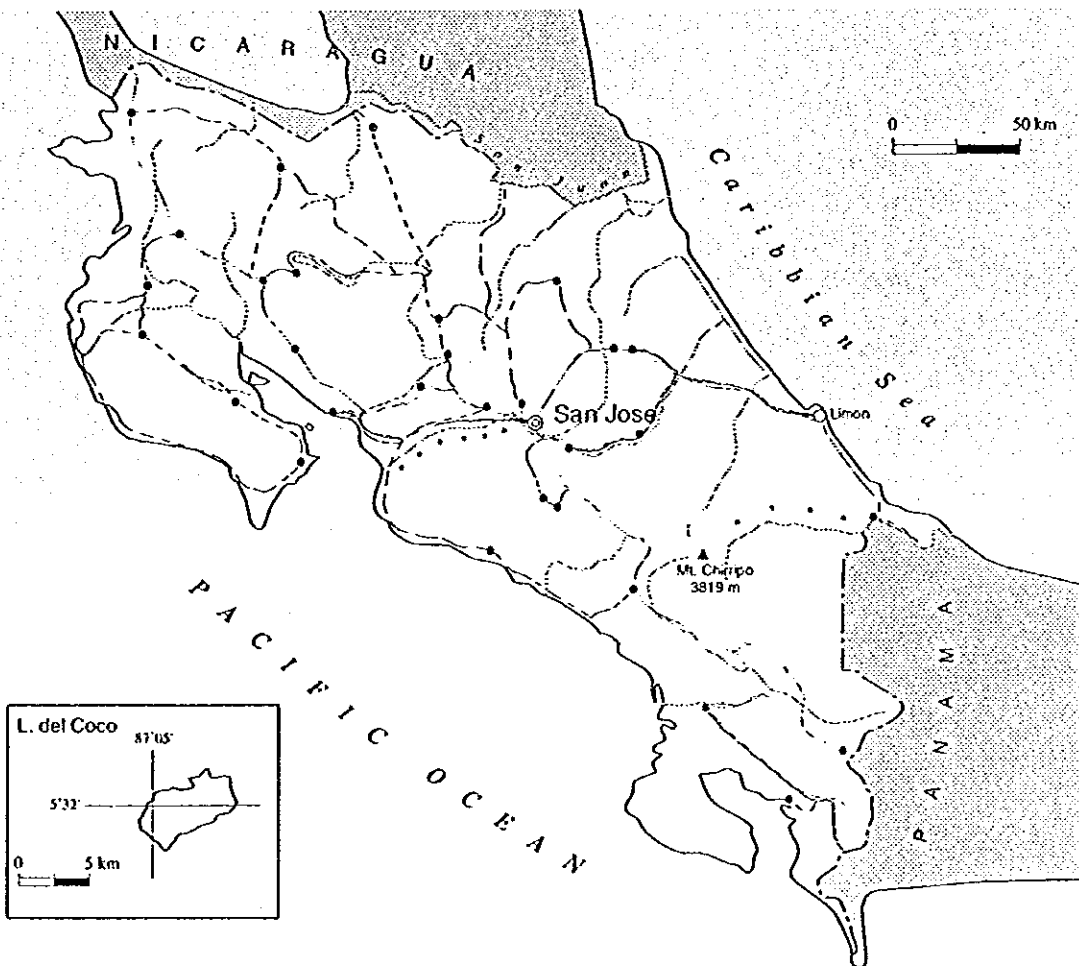 NICARAGUA
San Juan
0 50 km
Caribbian Sea
San Jose
Limon
Mt. Chirripo
3819 m
PACIFIC OCEAN
PANAMA
L. del Coco
87°05'
5°32'
0 5 km